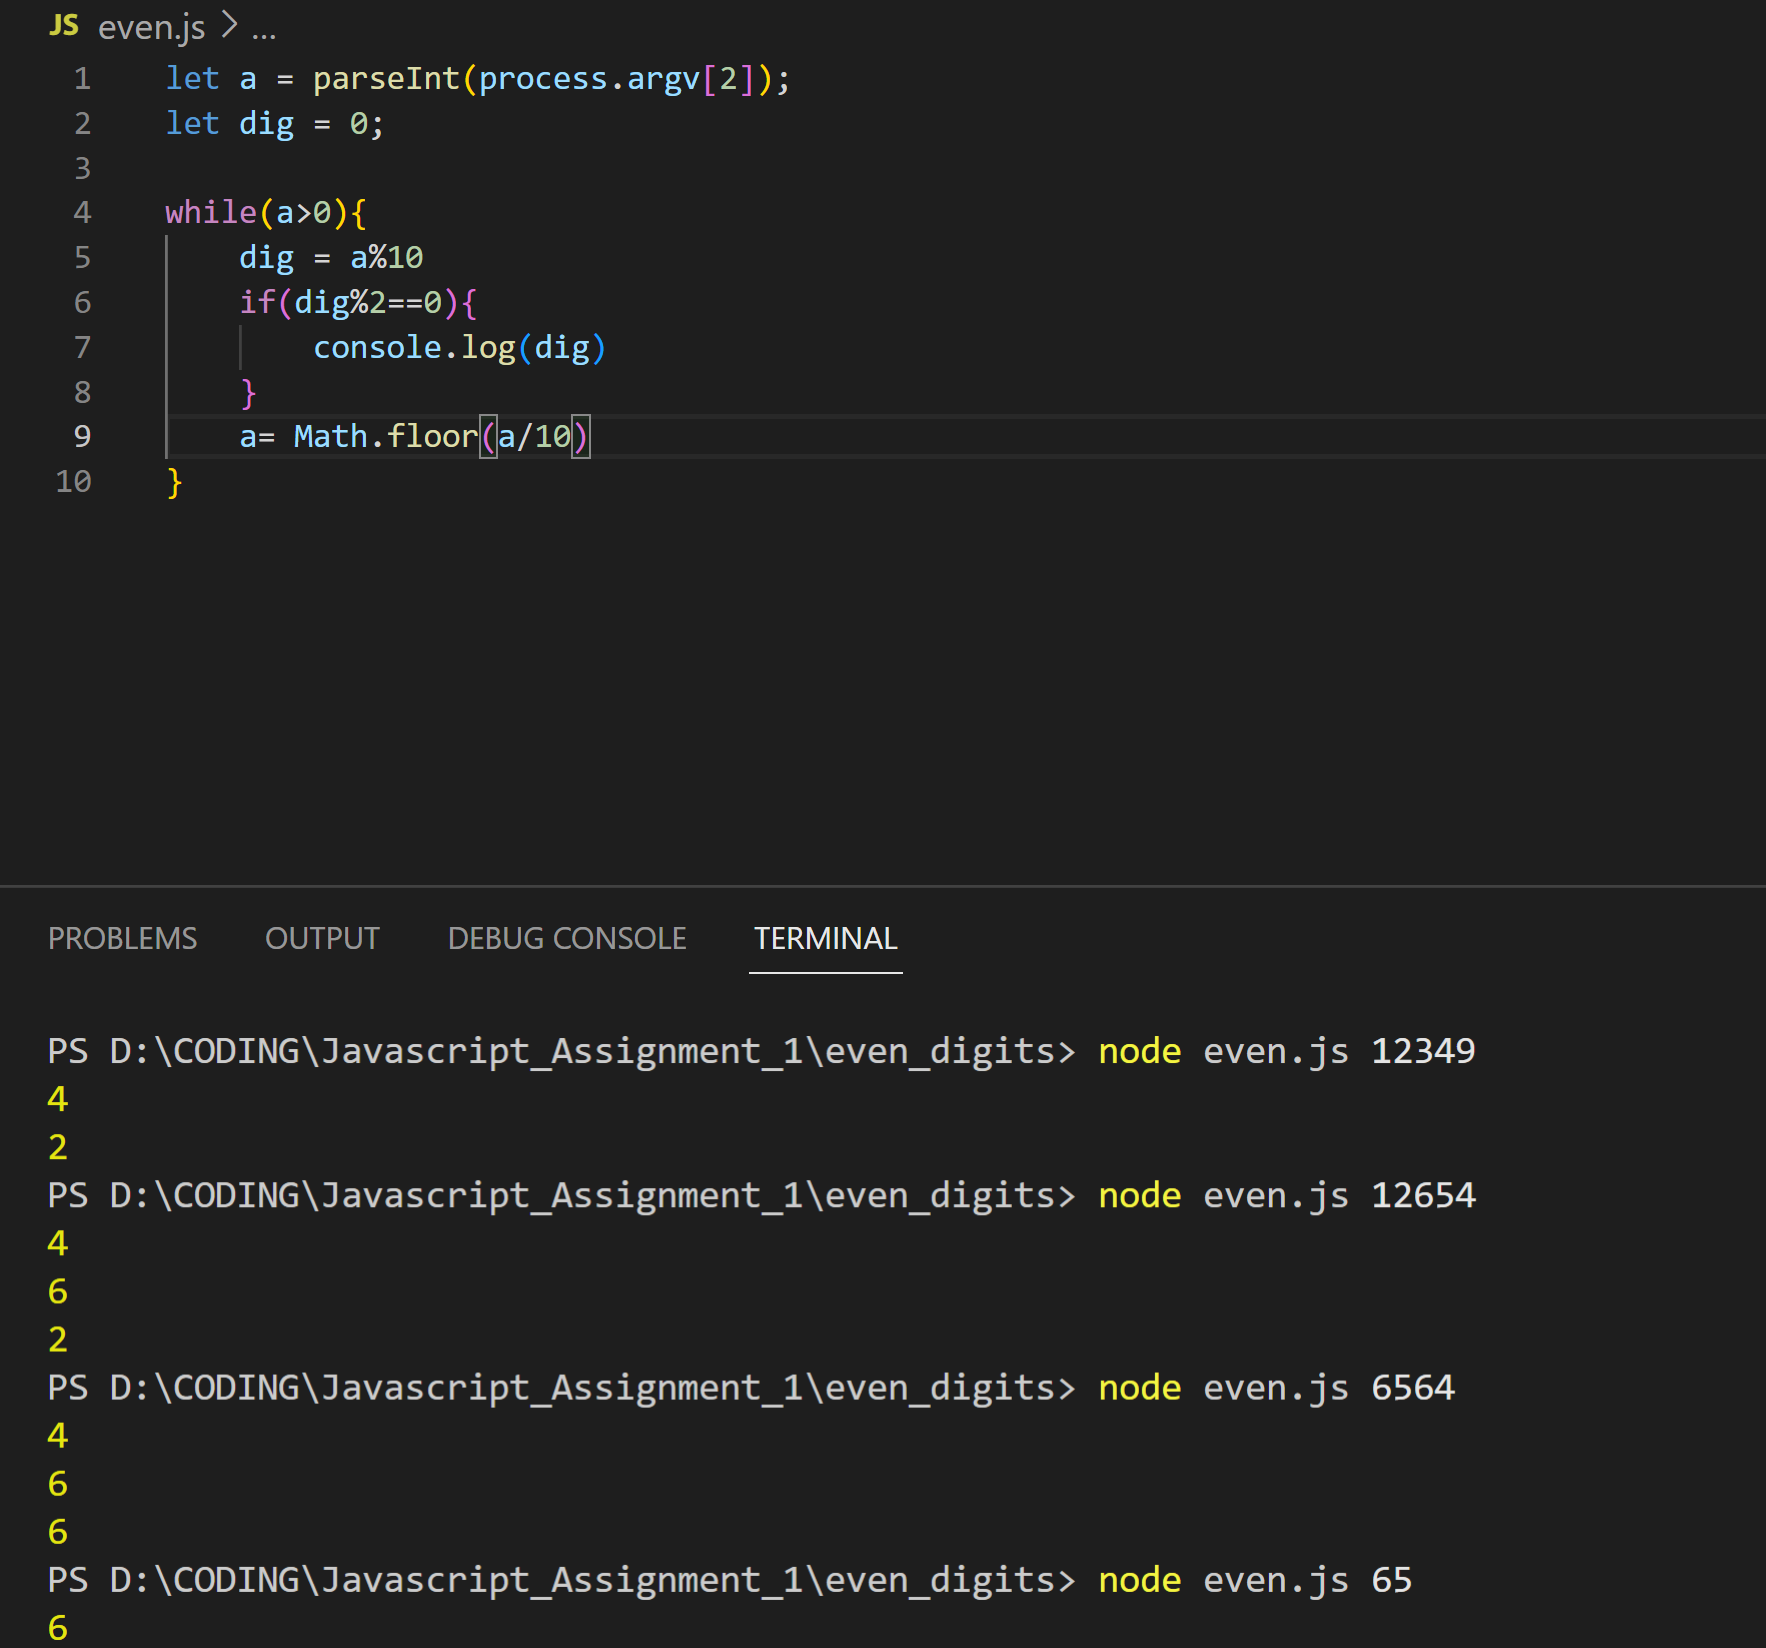 JS even.js > ...
1 let a = parseInt(process.argv[2]);
2 let dig = 0;
3
4 while(a>0){
5     dig = a%10
6     if(dig%2==0){
7         console.log(dig)
8     }
9     a= Math.floor(a/10)
10 }
PROBLEMS OUTPUT DEBUG CONSOLE TERMINAL
PS D:\CODING\Javascript_Assignment_1\even_digits> node even.js 12349
4
2
PS D:\CODING\Javascript_Assignment_1\even_digits> node even.js 12654
4
6
2
PS D:\CODING\Javascript_Assignment_1\even_digits> node even.js 6564
4
6
6
PS D:\CODING\Javascript_Assignment_1\even_digits> node even.js 65
6